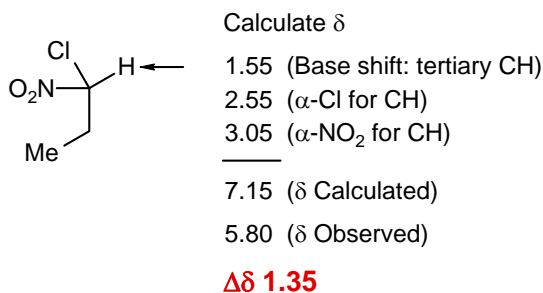 Calculate δ
Cl
H
O₂N
Me
1.55 (Base shift: tertiary CH)
2.55 (α-Cl for CH)
3.05 (α-NO₂ for CH)
7.15 (δ Calculated)
5.80 (δ Observed)
Δδ 1.35